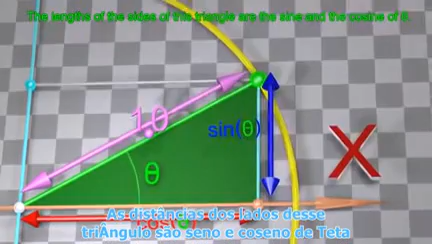 The lengths of the sides of this triangle are the sine and the cosine of θ.
1.0
sin(θ)
θ
X
As distâncias dos lados desse
triÂngulo são seno e coseno de Teta